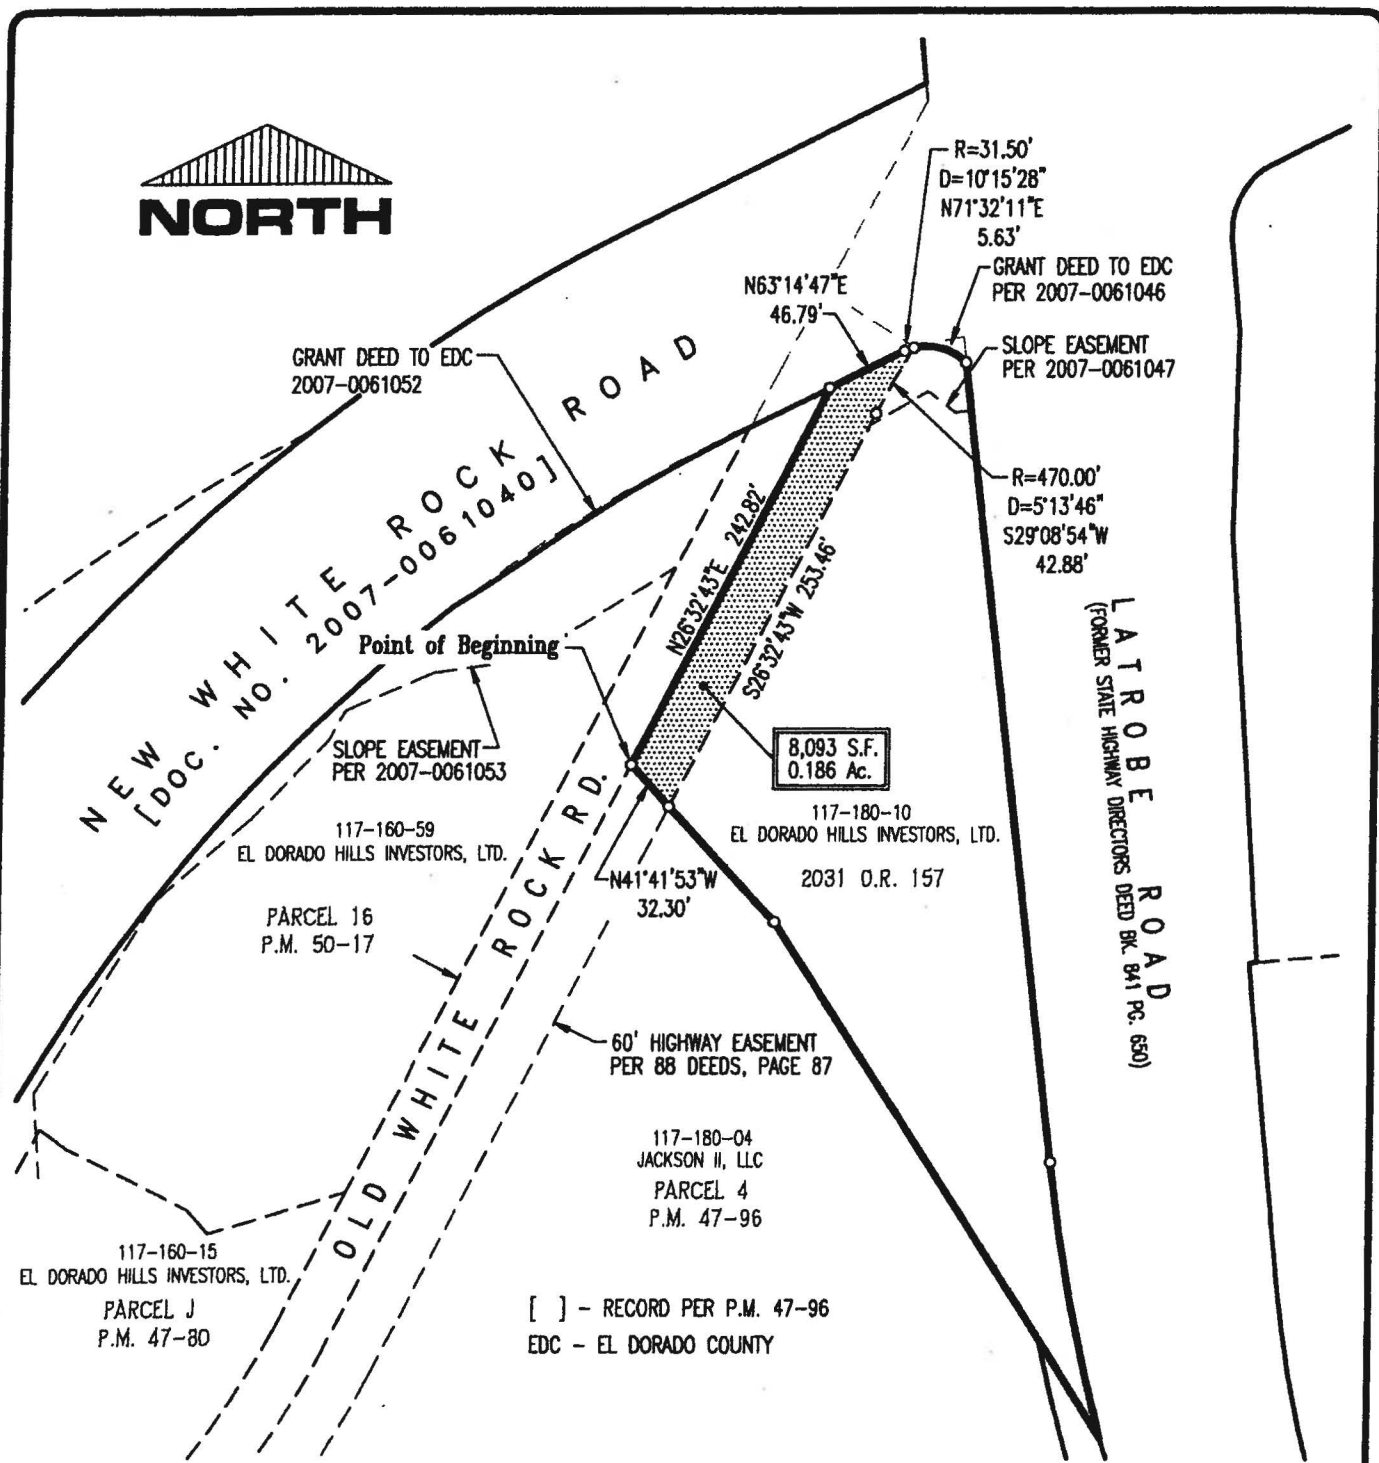 NORTH
R=31.50'
D=10°15'28"
N71°32'11"E
5.63'
GRANT DEED TO EDC
PER 2007-0061046
N63°14'47"E
46.79'
SLOPE EASEMENT
PER 2007-0061047
GRANT DEED TO EDC
2007-0061052
R=470.00'
D=5°13'46"
S29°08'54"W
42.88'
NEW WHITE ROCK ROAD
[DOC. NO. 2007-0061040]
N26°32'43"E 242.82'
S26°32'43"W 253.46'
Point of Beginning
SLOPE EASEMENT
PER 2007-0061053
8,093 S.F.
0.186 Ac.
LATROBE ROAD
(FORMER STATE HIGHWAY DIRECTORS DEED BK. 841 PG. 650)
117-160-59
EL DORADO HILLS INVESTORS, LTD.
117-180-10
EL DORADO HILLS INVESTORS, LTD.
2031 O.R. 157
N41°41'53"W
32.30'
PARCEL 16
P.M. 50-17
OLD WHITE ROCK RD.
60' HIGHWAY EASEMENT
PER 88 DEEDS, PAGE 87
117-180-04
JACKSON II, LLC
PARCEL 4
P.M. 47-96
117-160-15
EL DORADO HILLS INVESTORS, LTD.
PARCEL J
P.M. 47-80
[ ] - RECORD PER P.M. 47-96
EDC - EL DORADO COUNTY